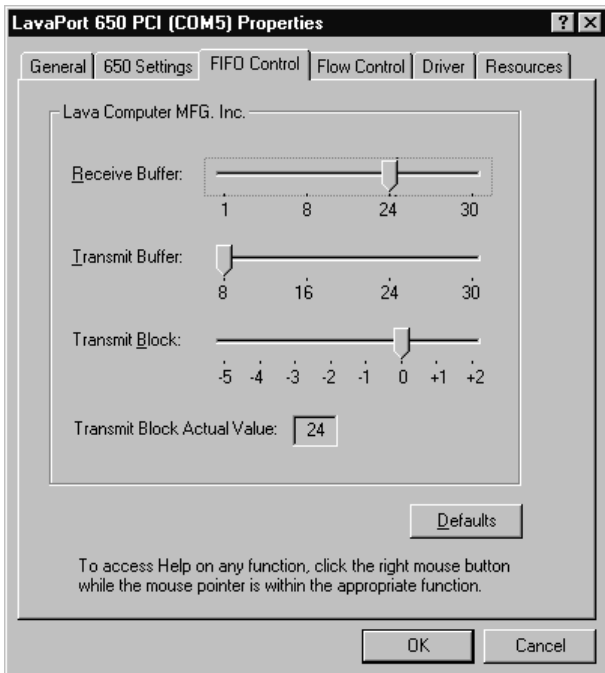 LavaPort 650 PCI (COM5) Properties ? X
General 650 Settings FIFO Control Flow Control Driver Resources
Lava Computer MFG. Inc.
Receive Buffer:
1 8 24 30
Transmit Buffer:
8 16 24 30
Transmit Block:
-5 -4 -3 -2 -1 0 +1 +2
Transmit Block Actual Value: 24
Defaults
To access Help on any function, click the right mouse button
while the mouse pointer is within the appropriate function.
OK Cancel